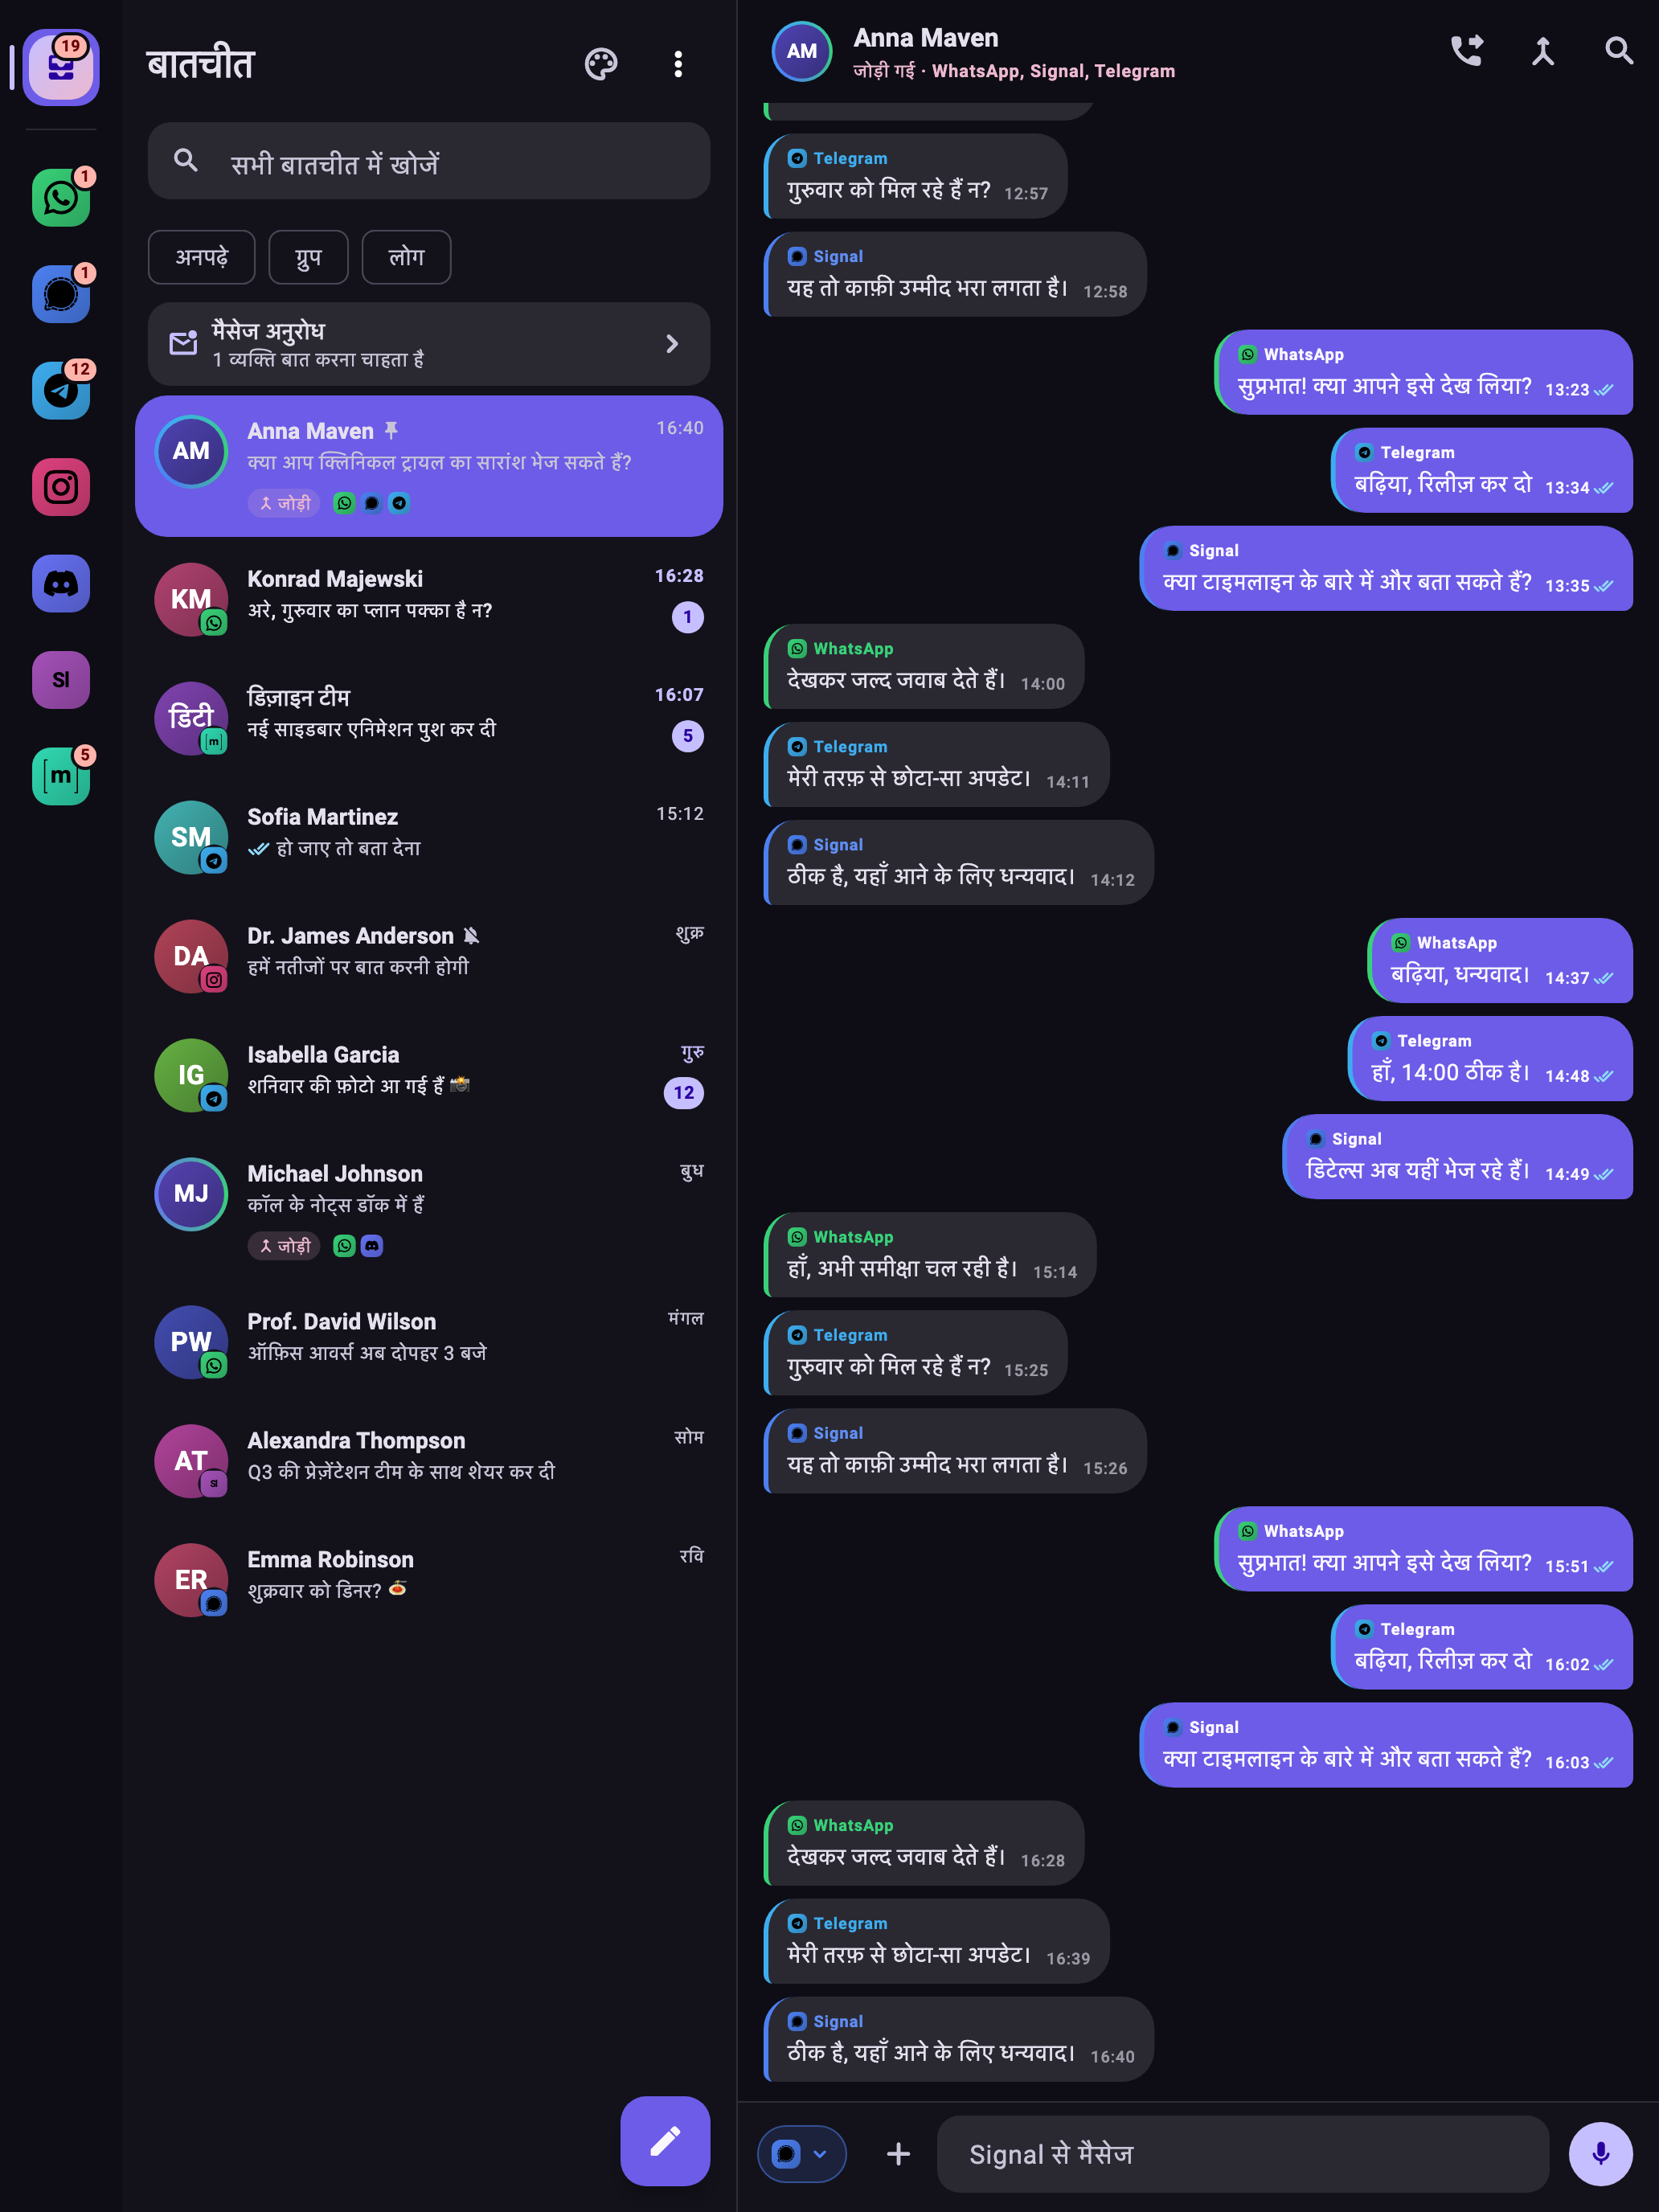 19
1
1
12
Sl
[m]
5
बातचीत
सभी बातचीत में खोजें
अनपढ़े
ग्रुप
लोग
मैसेज अनुरोध
1 व्यक्ति बात करना चाहता है
AM
Anna Maven
16:40
क्या आप क्लिनिकल ट्रायल का सारांश भेज सकते हैं?
जोड़ी
KM
Konrad Majewski
16:28
अरे, गुरुवार का प्लान पक्का है न?
1
डिटी
[m]
डिज़ाइन टीम
16:07
नई साइडबार एनिमेशन पुश कर दी
5
SM
Sofia Martinez
15:12
हो जाए तो बता देना
DA
Dr. James Anderson
शुक्र
हमें नतीजों पर बात करनी होगी
IG
Isabella Garcia
गुरु
शनिवार की फ़ोटो आ गई हैं 📸
12
MJ
Michael Johnson
बुध
कॉल के नोट्स डॉक में हैं
जोड़ी
PW
Prof. David Wilson
मंगल
ऑफ़िस आवर्स अब दोपहर 3 बजे
AT
Sl
Alexandra Thompson
सोम
Q3 की प्रेज़ेंटेशन टीम के साथ शेयर कर दी
ER
Emma Robinson
रवि
शुक्रवार को डिनर? 🍝
AM
Anna Maven
जोड़ी गई · WhatsApp, Signal, Telegram
Telegram
गुरुवार को मिल रहे हैं न? 12:57
Signal
यह तो काफ़ी उम्मीद भरा लगता है। 12:58
WhatsApp
सुप्रभात! क्या आपने इसे देख लिया? 13:23
Telegram
बढ़िया, रिलीज़ कर दो 13:34
Signal
क्या टाइमलाइन के बारे में और बता सकते हैं? 13:35
WhatsApp
देखकर जल्द जवाब देते हैं। 14:00
Telegram
मेरी तरफ़ से छोटा-सा अपडेट। 14:11
Signal
ठीक है, यहाँ आने के लिए धन्यवाद। 14:12
WhatsApp
बढ़िया, धन्यवाद। 14:37
Telegram
हाँ, 14:00 ठीक है। 14:48
Signal
डिटेल्स अब यहीं भेज रहे हैं। 14:49
WhatsApp
हाँ, अभी समीक्षा चल रही है। 15:14
Telegram
गुरुवार को मिल रहे हैं न? 15:25
Signal
यह तो काफ़ी उम्मीद भरा लगता है। 15:26
WhatsApp
सुप्रभात! क्या आपने इसे देख लिया? 15:51
Telegram
बढ़िया, रिलीज़ कर दो 16:02
Signal
क्या टाइमलाइन के बारे में और बता सकते हैं? 16:03
WhatsApp
देखकर जल्द जवाब देते हैं। 16:28
Telegram
मेरी तरफ़ से छोटा-सा अपडेट। 16:39
Signal
ठीक है, यहाँ आने के लिए धन्यवाद। 16:40
Signal से मैसेज